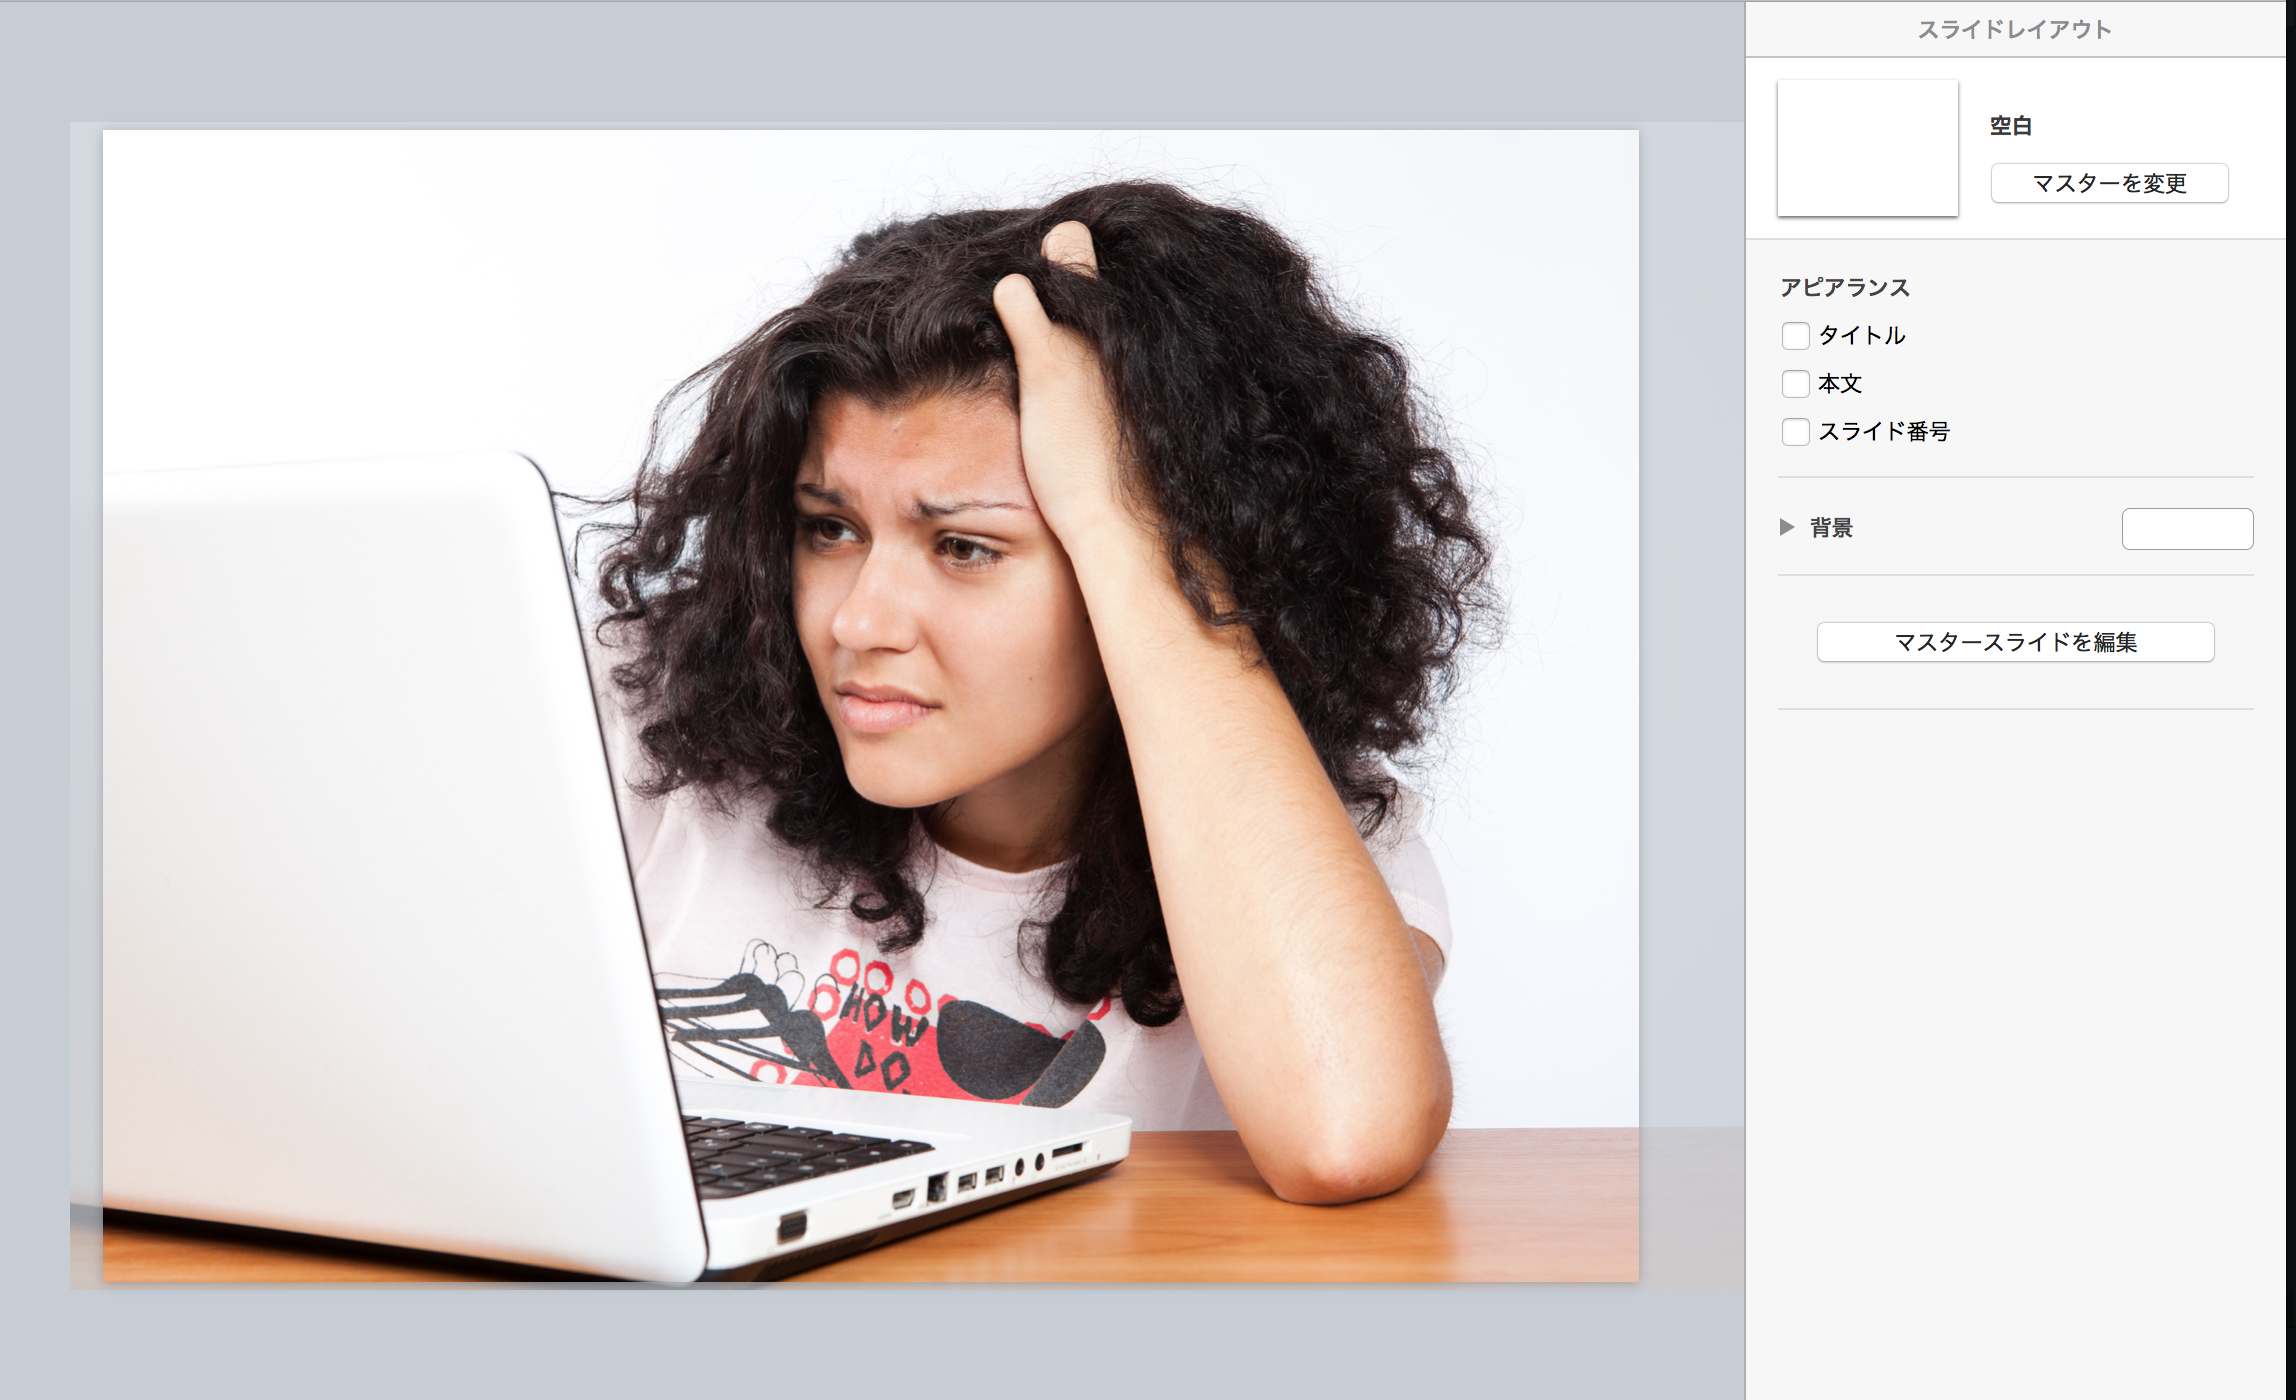 スライドレイアウト
空白
マスターを変更
アピアランス
タイトル
本文
スライド番号
背景
マスタースライドを編集
HOW
DO